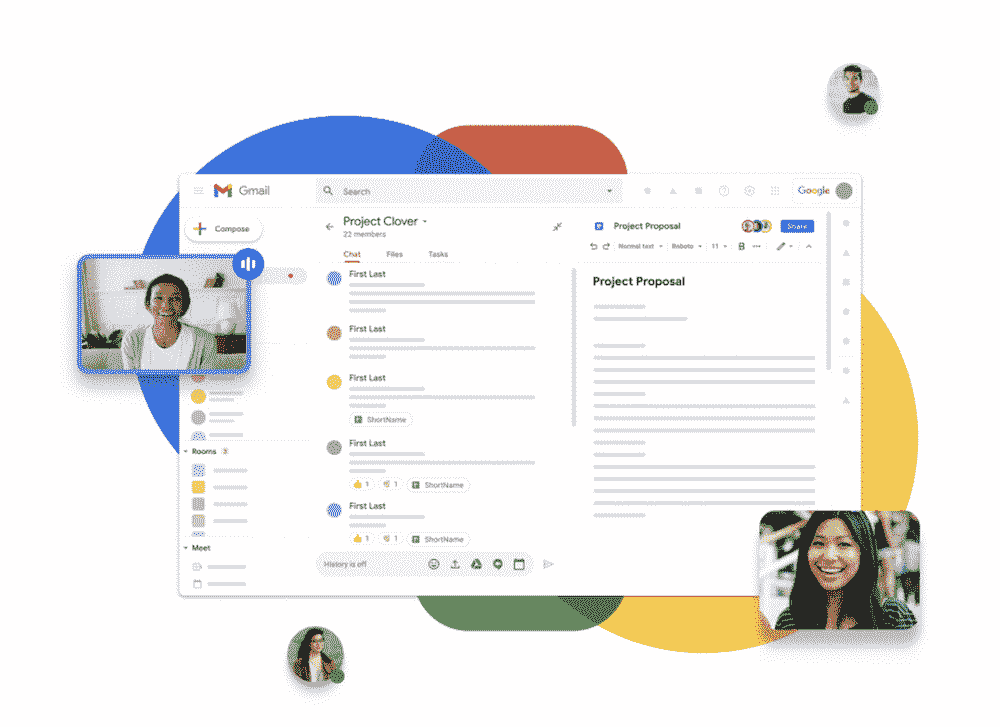 Gmail
Search
Google
Compose
Project Clover
22 members
Chat Files Tasks
First Last
First Last
First Last
ShortName
First Last
1 1 ShortName
First Last
1 1 ShortName
History is off
Rooms 3
Meet
Project Proposal
Share
Normal text Roboto 11 B
Project Proposal